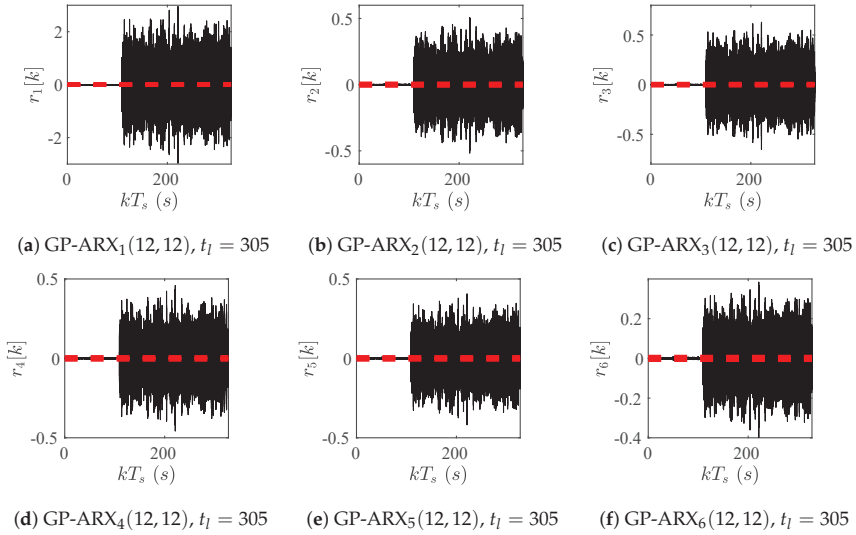 2
0
-2
0
200
r₁[k]
kTₛ (s)
0.5
0
-0.5
0
200
r₂[k]
kTₛ (s)
0.5
0
-0.5
0
200
r₃[k]
kTₛ (s)
(a) GP-ARX₁(12, 12), tₗ = 305
(b) GP-ARX₂(12, 12), tₗ = 305
(c) GP-ARX₃(12, 12), tₗ = 305
0.5
0
-0.5
0
200
r₄[k]
kTₛ (s)
0.5
0
-0.5
0
200
r₅[k]
kTₛ (s)
0.2
0
-0.2
-0.4
0
200
r₆[k]
kTₛ (s)
(d) GP-ARX₄(12, 12), tₗ = 305
(e) GP-ARX₅(12, 12), tₗ = 305
(f) GP-ARX₆(12, 12), tₗ = 305